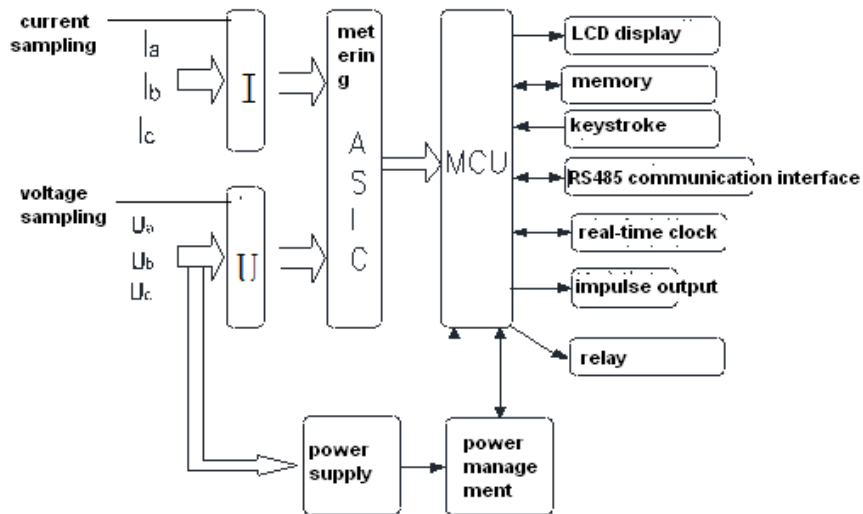 current
sampling
Ia
Ib
Ic
I
voltage
sampling
Ua
Ub
Uc
U
met
erin
g
A
S
I
C
MCU
LCD display
memory
keystroke
RS485 communication interface
real-time clock
impulse output
relay
power
supply
power
manage
ment